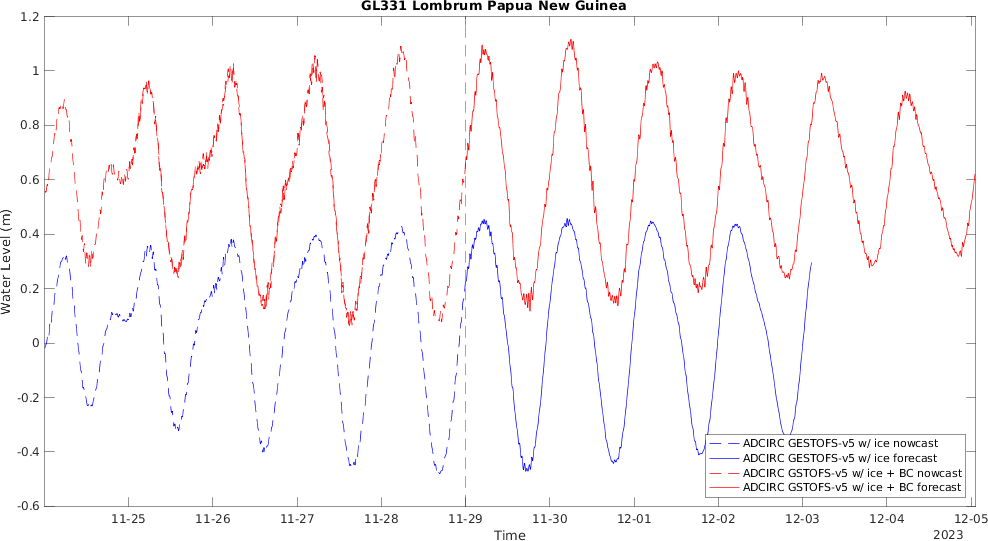 GL331 Lombrum Papua New Guinea
1.2
1
0.8
0.6
0.4
0.2
0
-0.2
-0.4
-0.6
Water Level (m)
ADCIRC GESTOFS-v5 w/ ice nowcast
ADCIRC GESTOFS-v5 w/ ice forecast
ADCIRC GSTOFS-v5 w/ ice + BC nowcast
ADCIRC GSTOFS-v5 w/ ice + BC forecast
11-25 11-26 11-27 11-28 11-29 11-30 12-01 12-02 12-03 12-04 12-05
Time
2023